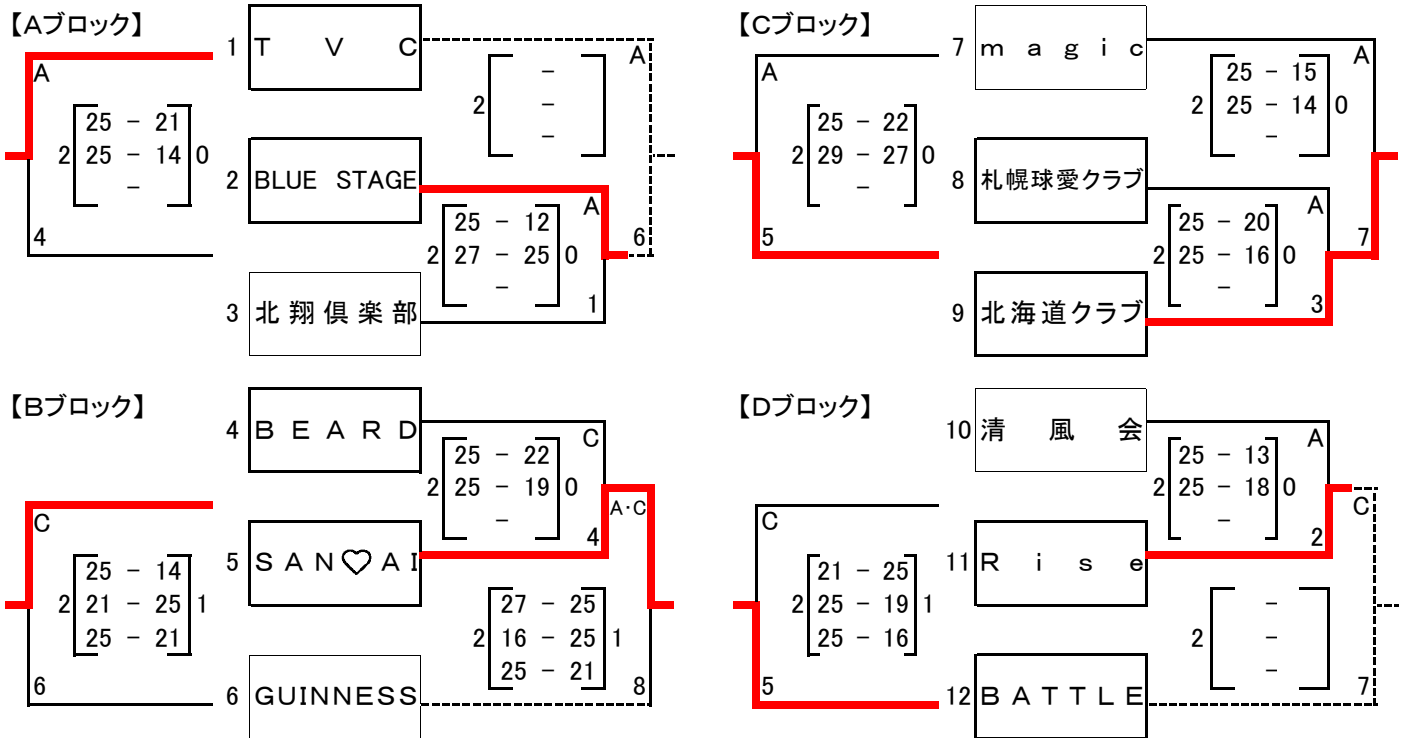 【Aブロック】
1 T V C
A
25 - 21
2 25 - 14 0
-
4
A
-
2 -
-
2 BLUE STAGE
A
25 - 12
2 27 - 25 0
-
6
1
3 北翔倶楽部
【Cブロック】
7 magic
A
25 - 22
2 29 - 27 0
-
5
A
25 - 15
2 25 - 14 0
-
8 札幌球愛クラブ
A
25 - 20
2 25 - 16 0
-
7
3
9 北海道クラブ
【Bブロック】
4 BEARD
C
25 - 22
2 25 - 19 0
-
4
A・C
C
25 - 14
2 21 - 25 1
25 - 21
6
5 SAN♡AI
27 - 25
2 16 - 25 1
25 - 21
8
6 GUINNESS
【Dブロック】
10 清風会
A
25 - 13
2 25 - 18 0
-
2
C
C
21 - 25
2 25 - 19 1
25 - 16
5
11 Rise
-
2 -
-
7
12 BATTLE